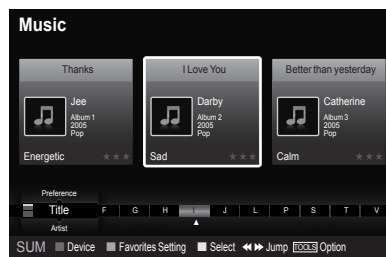 Music
Thanks
I Love You
Better than yesterday
Jee
Album 1
2005
Pop
Energetic
Darby
Album 2
2005
Pop
Sad
Catherine
Album 3
2005
Pop
Calm
Preference
Title F G H I J L P S T V
Artist
SUM Device Favorites Setting Select Jump TOOLS Option